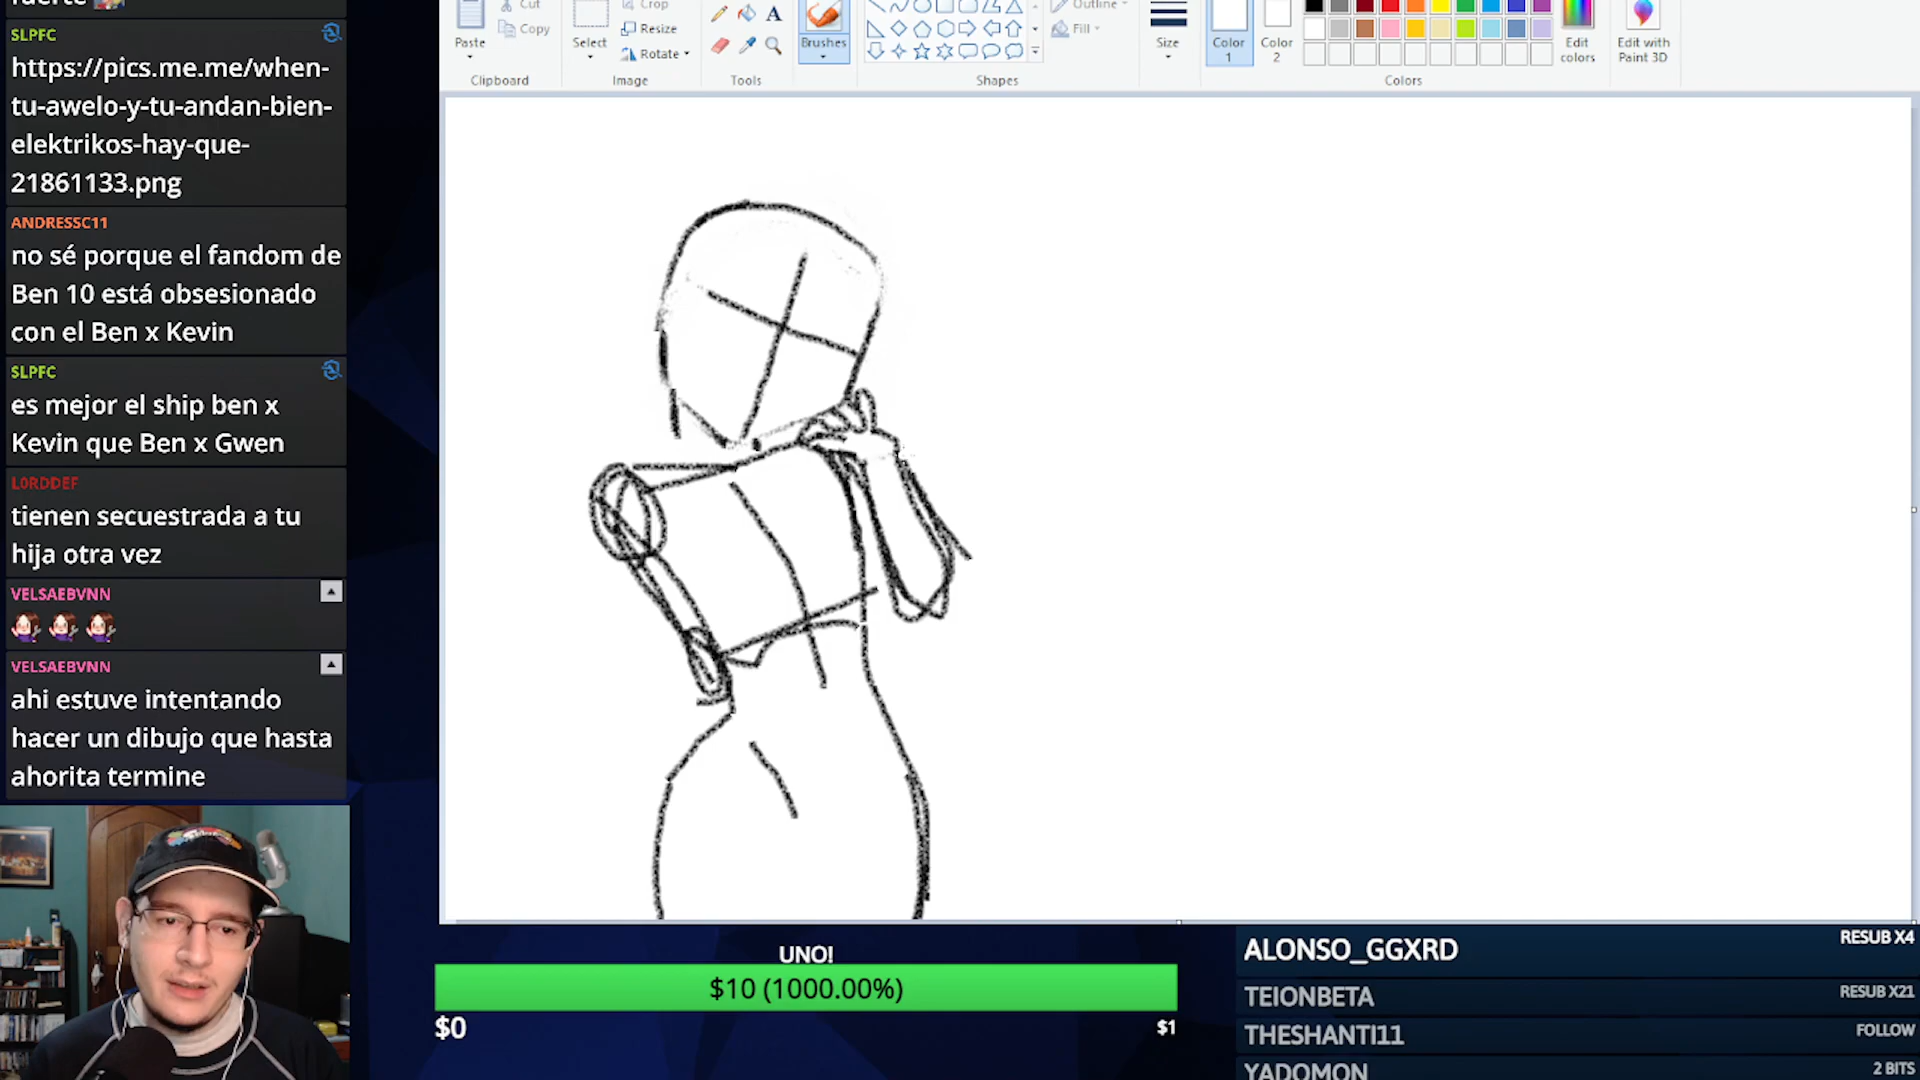 fuerte
SLPFC
https://pics.me.me/when-
tu-awelo-y-tu-andan-bien-
elektrikos-hay-que-
21861133.png
ANDRESSC11
no sé porque el fandom de
Ben 10 está obsesionado
con el Ben x Kevin
SLPFC
es mejor el ship ben x
Kevin que Ben x Gwen
L0RDDEF
tienen secuestrada a tu
hija otra vez
VELSAEBVNN
VELSAEBVNN
ahi estuve intentando
hacer un dibujo que hasta
ahorita termine
Paste
Cut
Copy
Clipboard
Select
Crop
Resize
Rotate
Image
A
Tools
Brushes
Shapes
Outline
Fill
Size
Color
1
Color
2
Colors
Edit
colors
Edit with
Paint 3D
UNO!
$10 (1000.00%)
$0
$1
ALONSO_GGXRD
RESUB X4
TEIONBETA
RESUB X21
THESHANTI11
FOLLOW
YADOMON
2 BITS